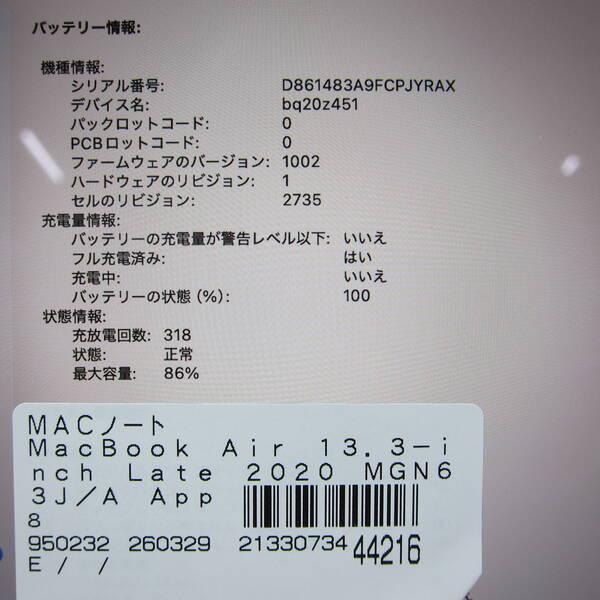 バッテリー情報:
機種情報:
シリアル番号: D861483A9FCPJYRAX
デバイス名: bq20z451
パックロットコード: 0
PCBロットコード: 0
ファームウェアのバージョン: 1002
ハードウェアのリビジョン: 1
セルのリビジョン: 2735
充電量情報:
バッテリーの充電量が警告レベル以下: いいえ
フル充電済み: はい
充電中: いいえ
バッテリーの状態（%）: 100
状態情報:
充放電回数: 318
状態: 正常
最大容量: 86%
MACノート
MacBook Air 13.3-i
nch Late 2020 MGN6
3J/A App
8
950232 260329 21330734 44216
E / /